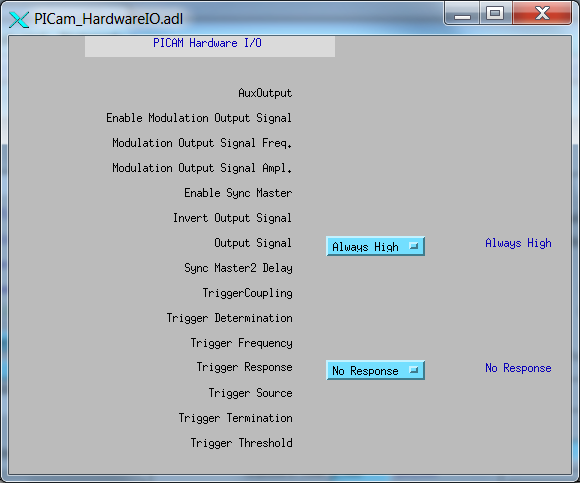 PICam_HardwareIO.adl
PICAM Hardware I/O
AuxOutput
Enable Modulation Output Signal
Modulation Output Signal Freq.
Modulation Output Signal Ampl.
Enable Sync Master
Invert Output Signal
Output Signal Always High Always High
Sync Master2 Delay
TriggerCoupling
Trigger Determination
Trigger Frequency
Trigger Response No Response No Response
Trigger Source
Trigger Termination
Trigger Threshold